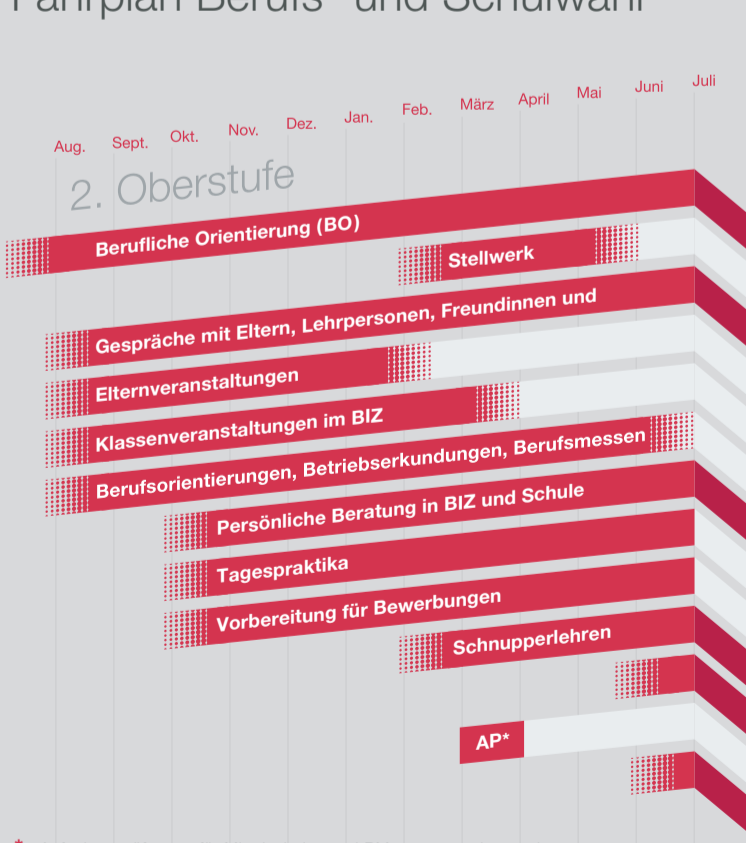 Fahrplan Berufs- und Schulwahl
Aug. Sept. Okt. Nov. Dez. Jan. Feb. März April Mai Juni Juli
2. Oberstufe
Berufliche Orientierung (BO)
Stellwerk
Gespräche mit Eltern, Lehrpersonen, Freundinnen und
Elternveranstaltungen
Klassenveranstaltungen im BIZ
Berufsorientierungen, Betriebserkundungen, Berufsmessen
Persönliche Beratung in BIZ und Schule
Tagespraktika
Vorbereitung für Bewerbungen
Schnupperlehren
AP*
*